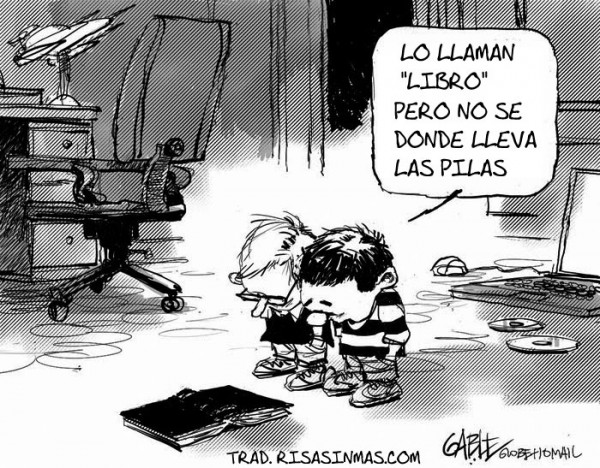 LO LLAMAN
"LIBRO"
PERO NO SE
DONDE LLEVA
LAS PILAS
TRAD. RISASINMAS.COM
GABLE
GLOBE+MAIL